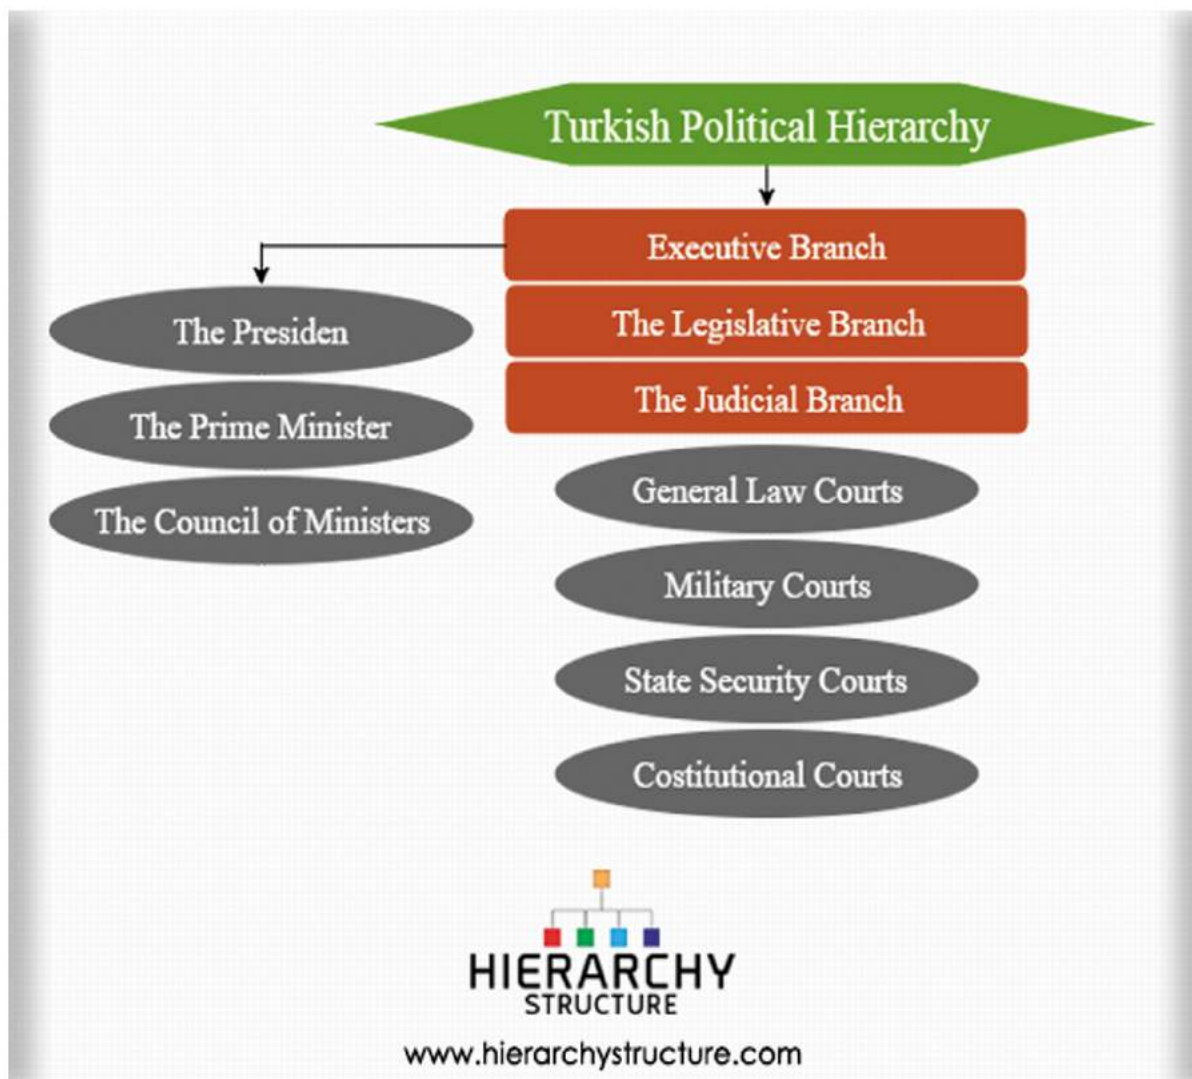 Turkish Political Hierarchy
Executive Branch
The Legislative Branch
The Judicial Branch
The Presiden
The Prime Minister
The Council of Ministers
General Law Courts
Military Courts
State Security Courts
Costitutional Courts
HIERARCHY
STRUCTURE
www.hierarchystructure.com